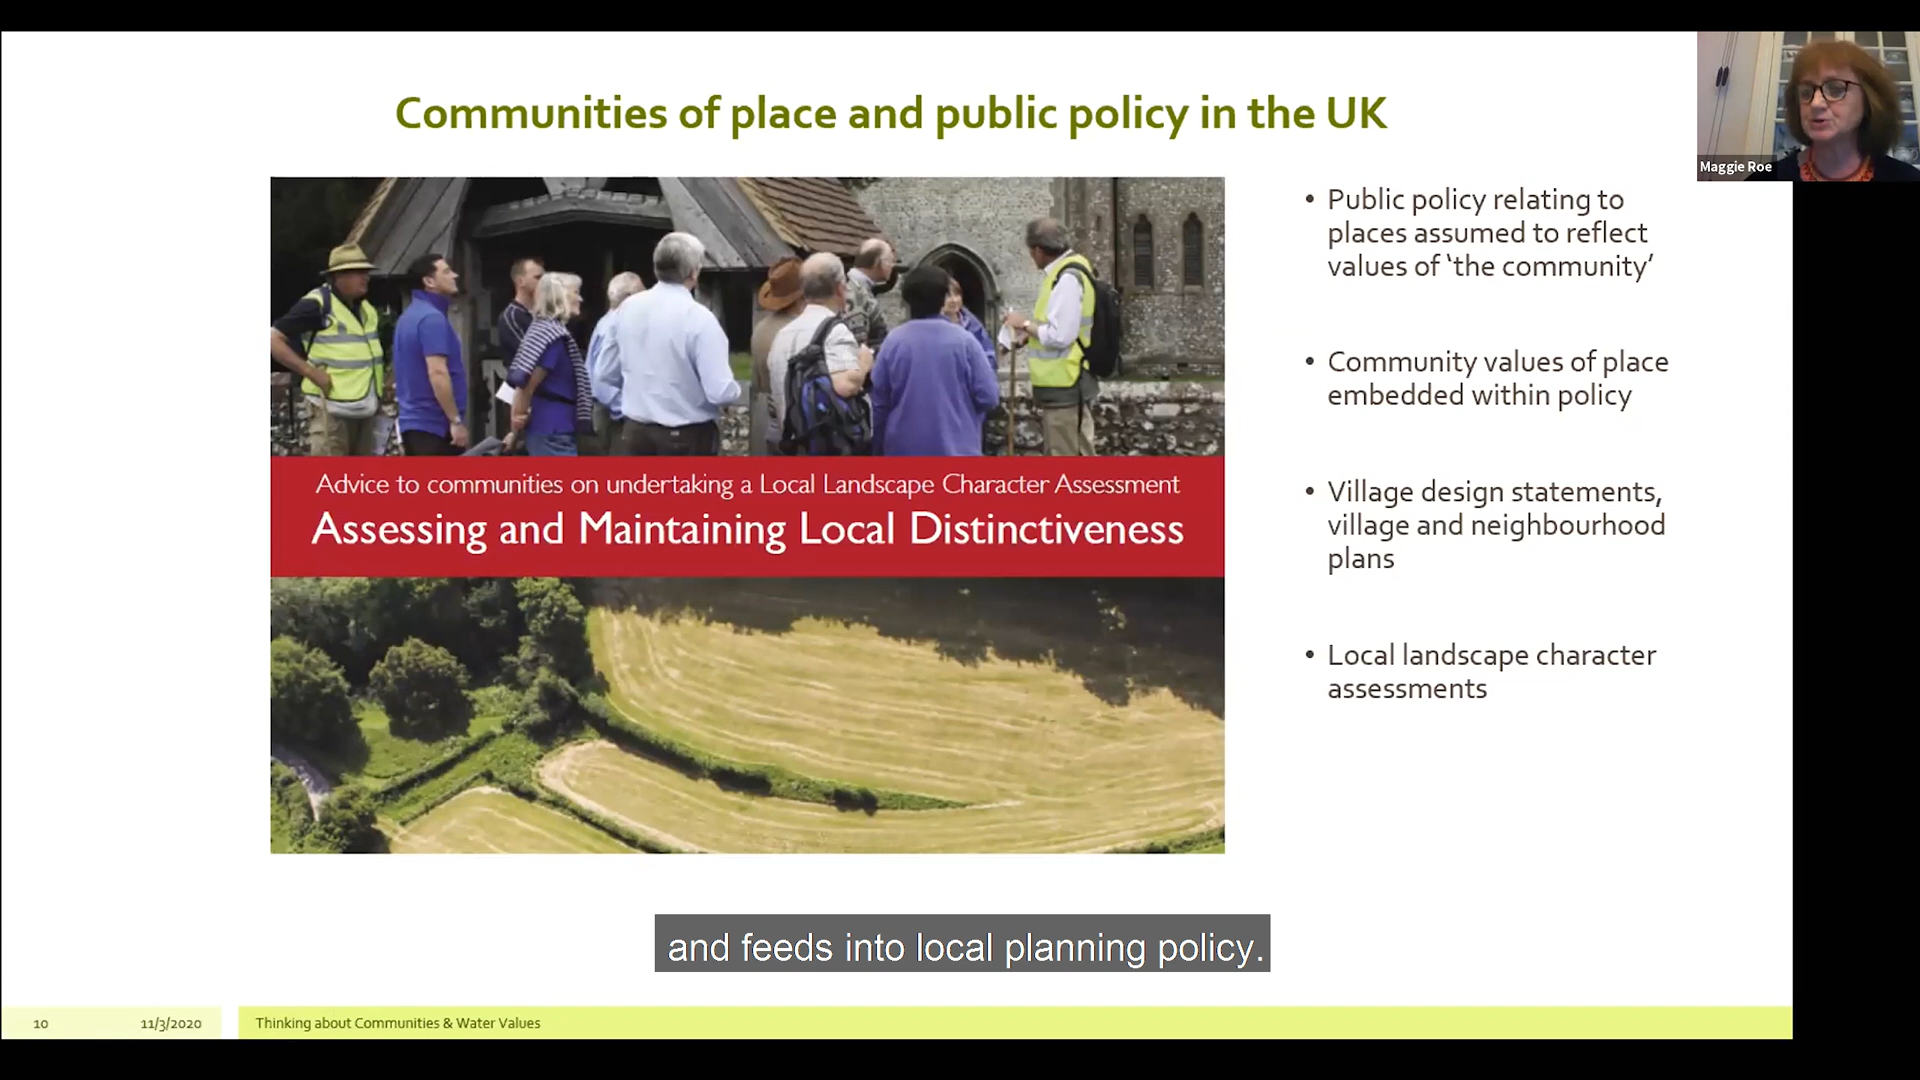 Communities of place and public policy in the UK
Maggie Roe
Advice to communities on undertaking a Local Landscape Character Assessment
Assessing and Maintaining Local Distinctiveness
• Public policy relating to
places assumed to reflect
values of ‘the community’
• Community values of place
embedded within policy
• Village design statements,
village and neighbourhood
plans
• Local landscape character
assessments
and feeds into local planning policy.
10
11/3/2020
Thinking about Communities & Water Values